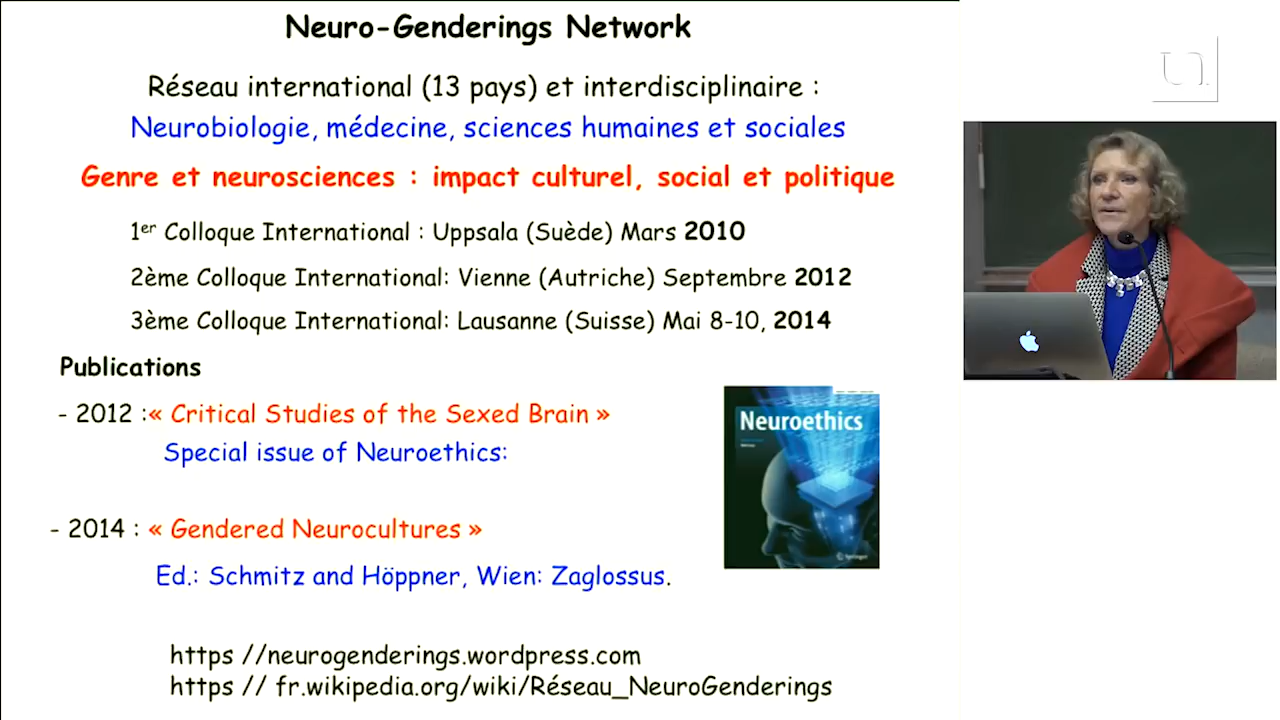 Neuro-Genderings Network
Réseau international (13 pays) et interdisciplinaire :
Neurobiologie, médecine, sciences humaines et sociales
Genre et neurosciences : impact culturel, social et politique
1er Colloque International : Uppsala (Suède) Mars 2010
2ème Colloque International: Vienne (Autriche) Septembre 2012
3ème Colloque International: Lausanne (Suisse) Mai 8-10, 2014
Publications
- 2012 :« Critical Studies of the Sexed Brain »
Special issue of Neuroethics:
Neuroethics
Springer
- 2014 : « Gendered Neurocultures »
Ed.: Schmitz and Höppner, Wien: Zaglossus.
https //neurogenderings.wordpress.com
https // fr.wikipedia.org/wiki/Réseau_NeuroGenderings